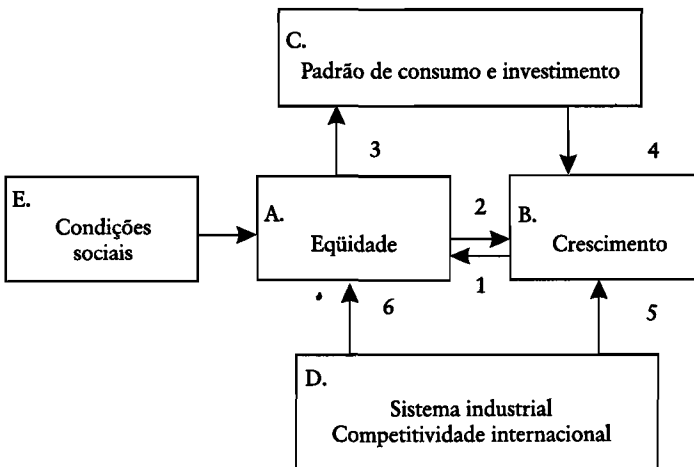 C.
Padrão de consumo e investimento
3
4
E.
Condições
sociais
A.
Eqüidade
2
1
B.
Crescimento
6
5
D.
Sistema industrial
Competitividade internacional